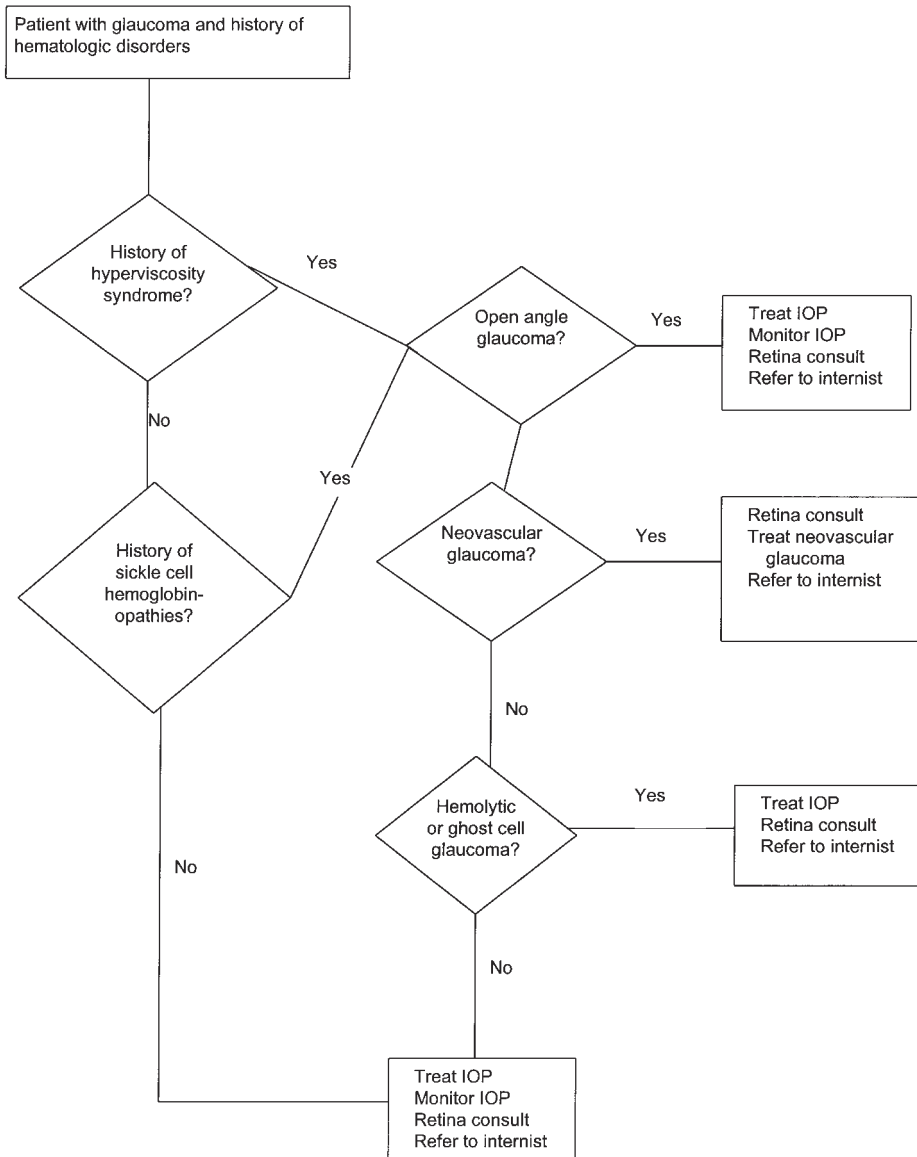 Patient with glaucoma and history of
hematologic disorders
History of
hyperviscosity
syndrome?
Yes
Open angle
glaucoma?
Yes
Treat IOP
Monitor IOP
Retina consult
Refer to internist
No
Yes
History of
sickle cell
hemoglobin-
opathies?
Neovascular
glaucoma?
Yes
Retina consult
Treat neovascular
glaucoma
Refer to internist
No
Hemolytic
or ghost cell
glaucoma?
Yes
Treat IOP
Retina consult
Refer to internist
No
No
Treat IOP
Monitor IOP
Retina consult
Refer to internist